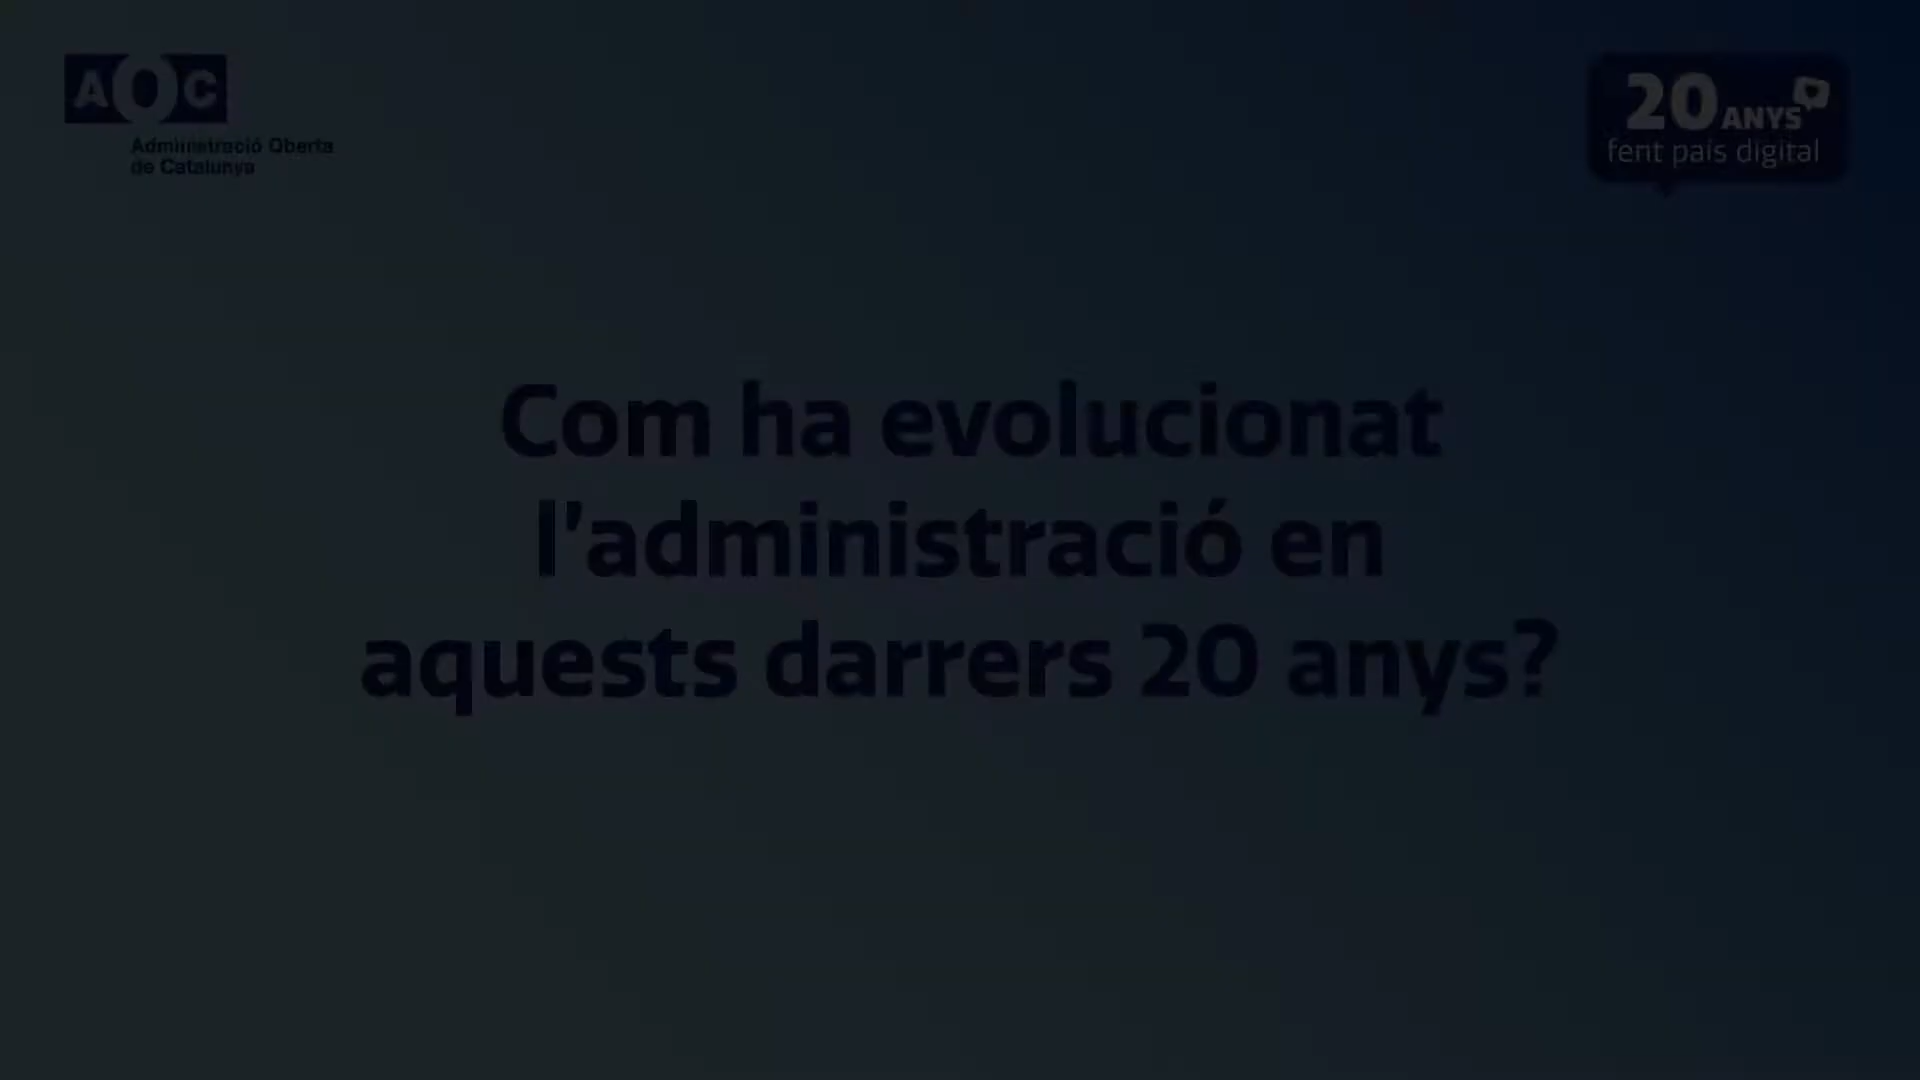 AOC
Administració Oberta
de Catalunya
20 ANYS
fent país digital
Com ha evolucionat
l'administració en
aquests darrers 20 anys?